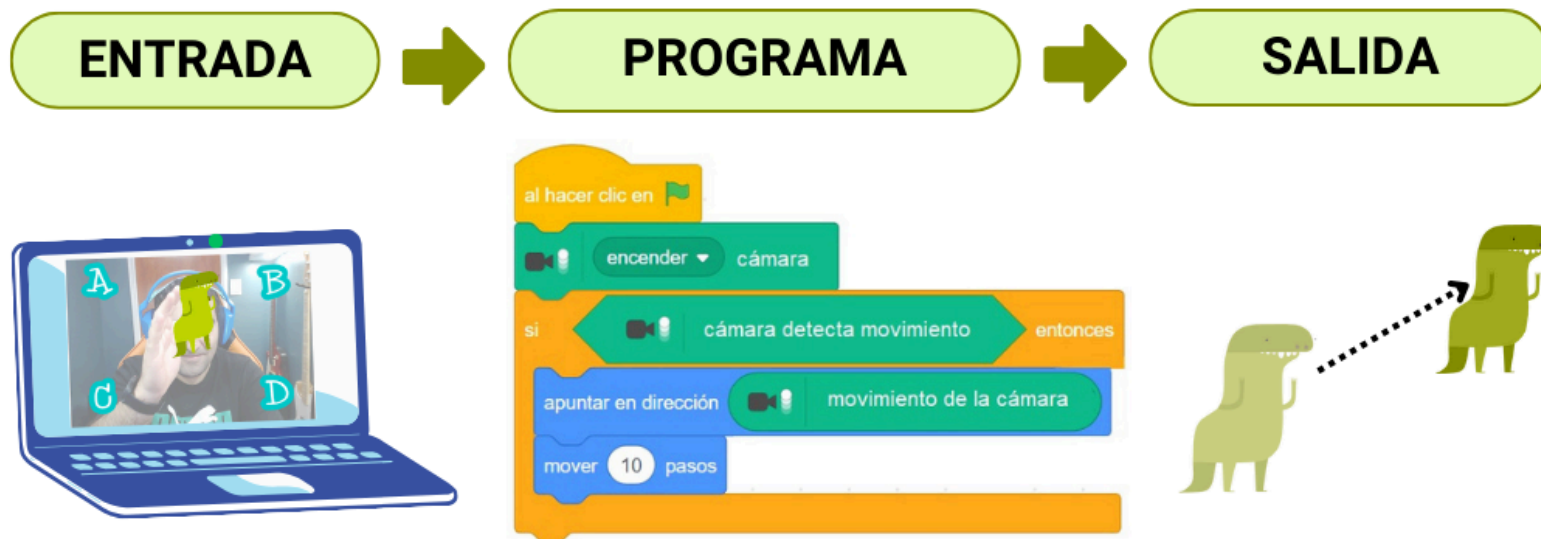 ENTRADA
PROGRAMA
SALIDA
A
B
C
D
al hacer clic en
encender cámara
si cámara detecta movimiento entonces
apuntar en dirección movimiento de la cámara
mover 10 pasos